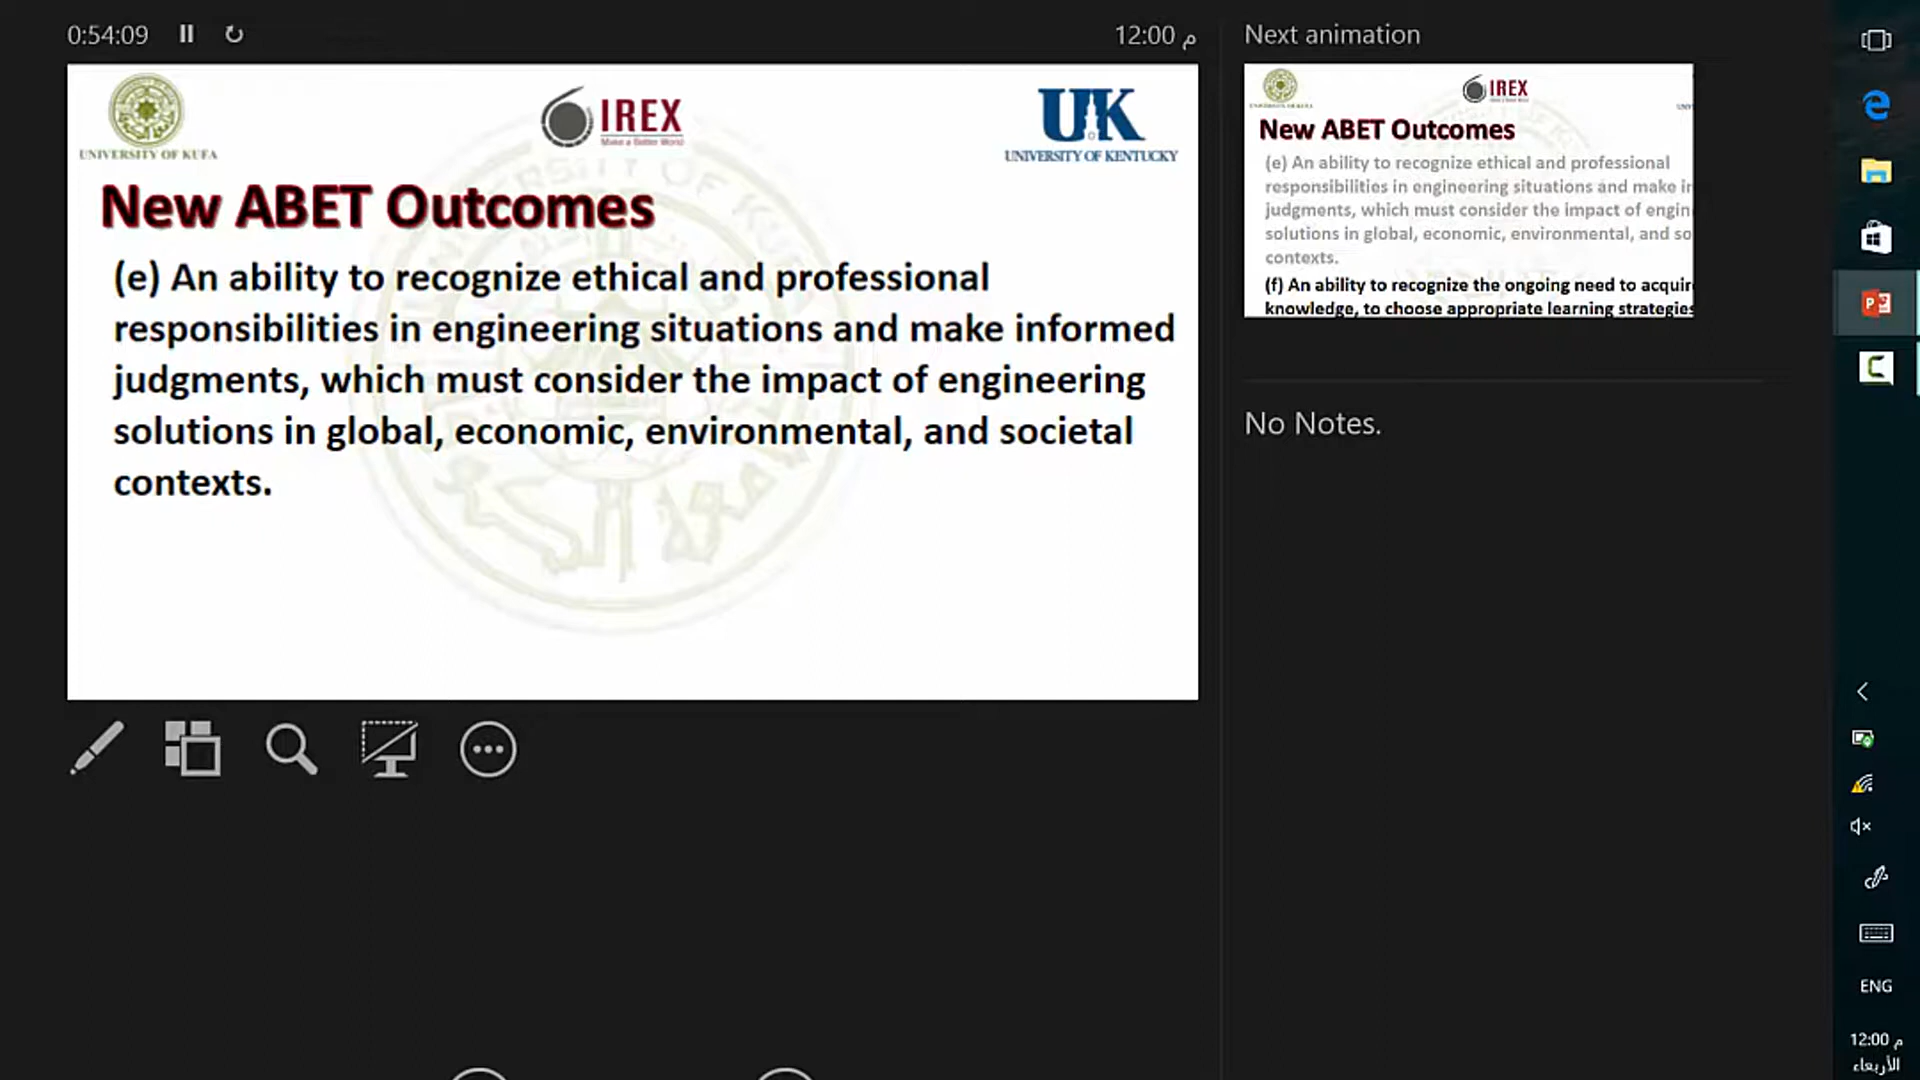 0:54:09
12:00 م
UNIVERSITY OF KUFA
IREX
Make a Better World
UK
UNIVERSITY OF KENTUCKY
New ABET Outcomes
(e) An ability to recognize ethical and professional
responsibilities in engineering situations and make informed
judgments, which must consider the impact of engineering
solutions in global, economic, environmental, and societal
contexts.
Next animation
UNIVERSITY OF KUFA
IREX
New ABET Outcomes
(e) An ability to recognize ethical and professional
responsibilities in engineering situations and make in
judgments, which must consider the impact of engin
solutions in global, economic, environmental, and so
contexts.
(f) An ability to recognize the ongoing need to acquir
knowledge, to choose appropriate learning strategies
No Notes.
ENG
12:00 م
الأربعاء